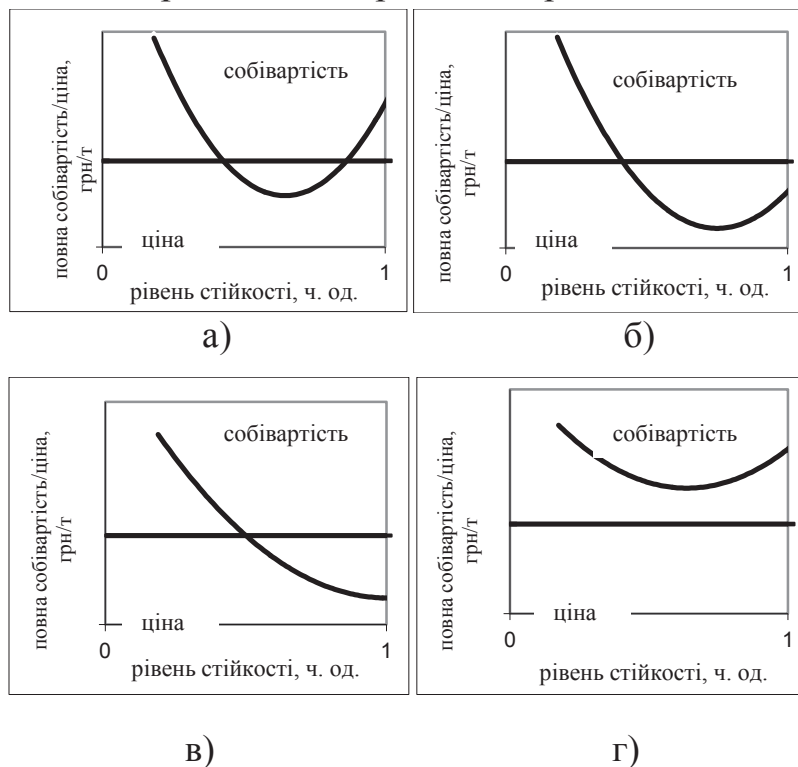 собівартість
повна собівартість/ціна,
грн/т
ціна
0
1
рівень стійкості, ч. од.
а)
собівартість
повна собівартість/ціна,
грн/т
ціна
0
1
рівень стійкості, ч. од.
б)
собівартість
повна собівартість/ціна,
грн/т
ціна
0
1
рівень стійкості, ч. од.
в)
собівартість
повна собівартість/ціна,
грн/т
ціна
0
1
рівень стійкості, ч. од.
г)